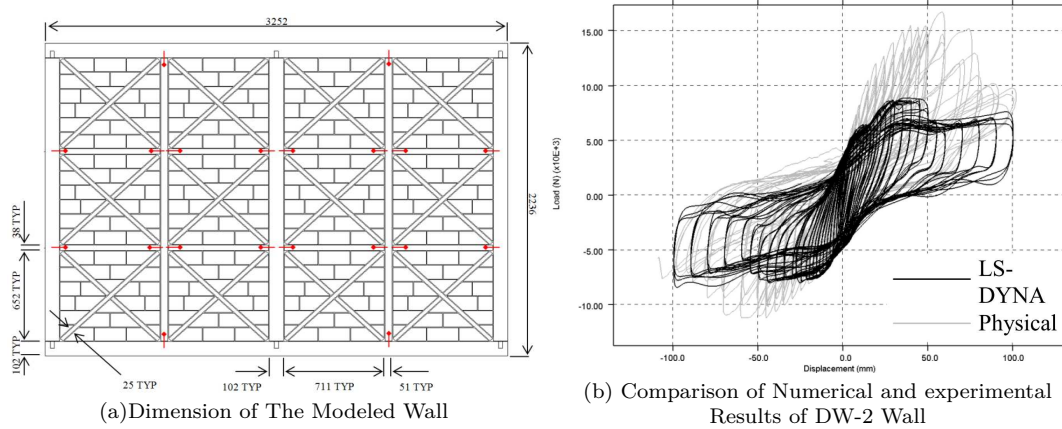 3252
2236
38 TYP
652 TYP
102 TYP
25 TYP
102 TYP
711 TYP
51 TYP
(a)Dimension of The Modeled Wall
15.00
10.00
5.00
0.00
-5.00
-10.00
Load (N) (x10E+3)
-100.0
-50.0
0.0
50.0
100.0
Displacement (mm)
LS-
DYNA
Physical
(b) Comparison of Numerical and experimental
Results of DW-2 Wall